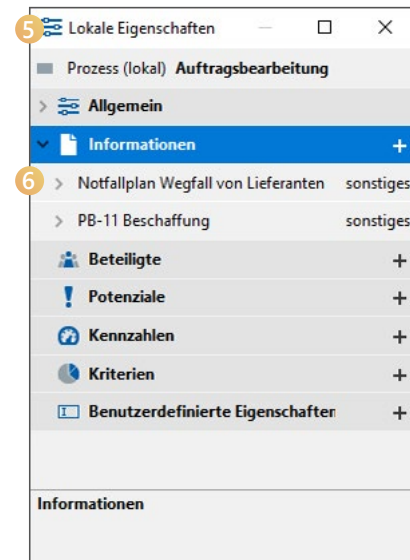 5 Lokale Eigenschaften
Prozess (lokal) Auftragsbearbeitung
Allgemein
Informationen +
6 Notfallplan Wegfall von Lieferanten sonstiges
PB-11 Beschaffung sonstiges
Beteiligte +
Potenziale +
Kennzahlen +
Kriterien +
Benutzerdefinierte Eigenschaften +
Informationen